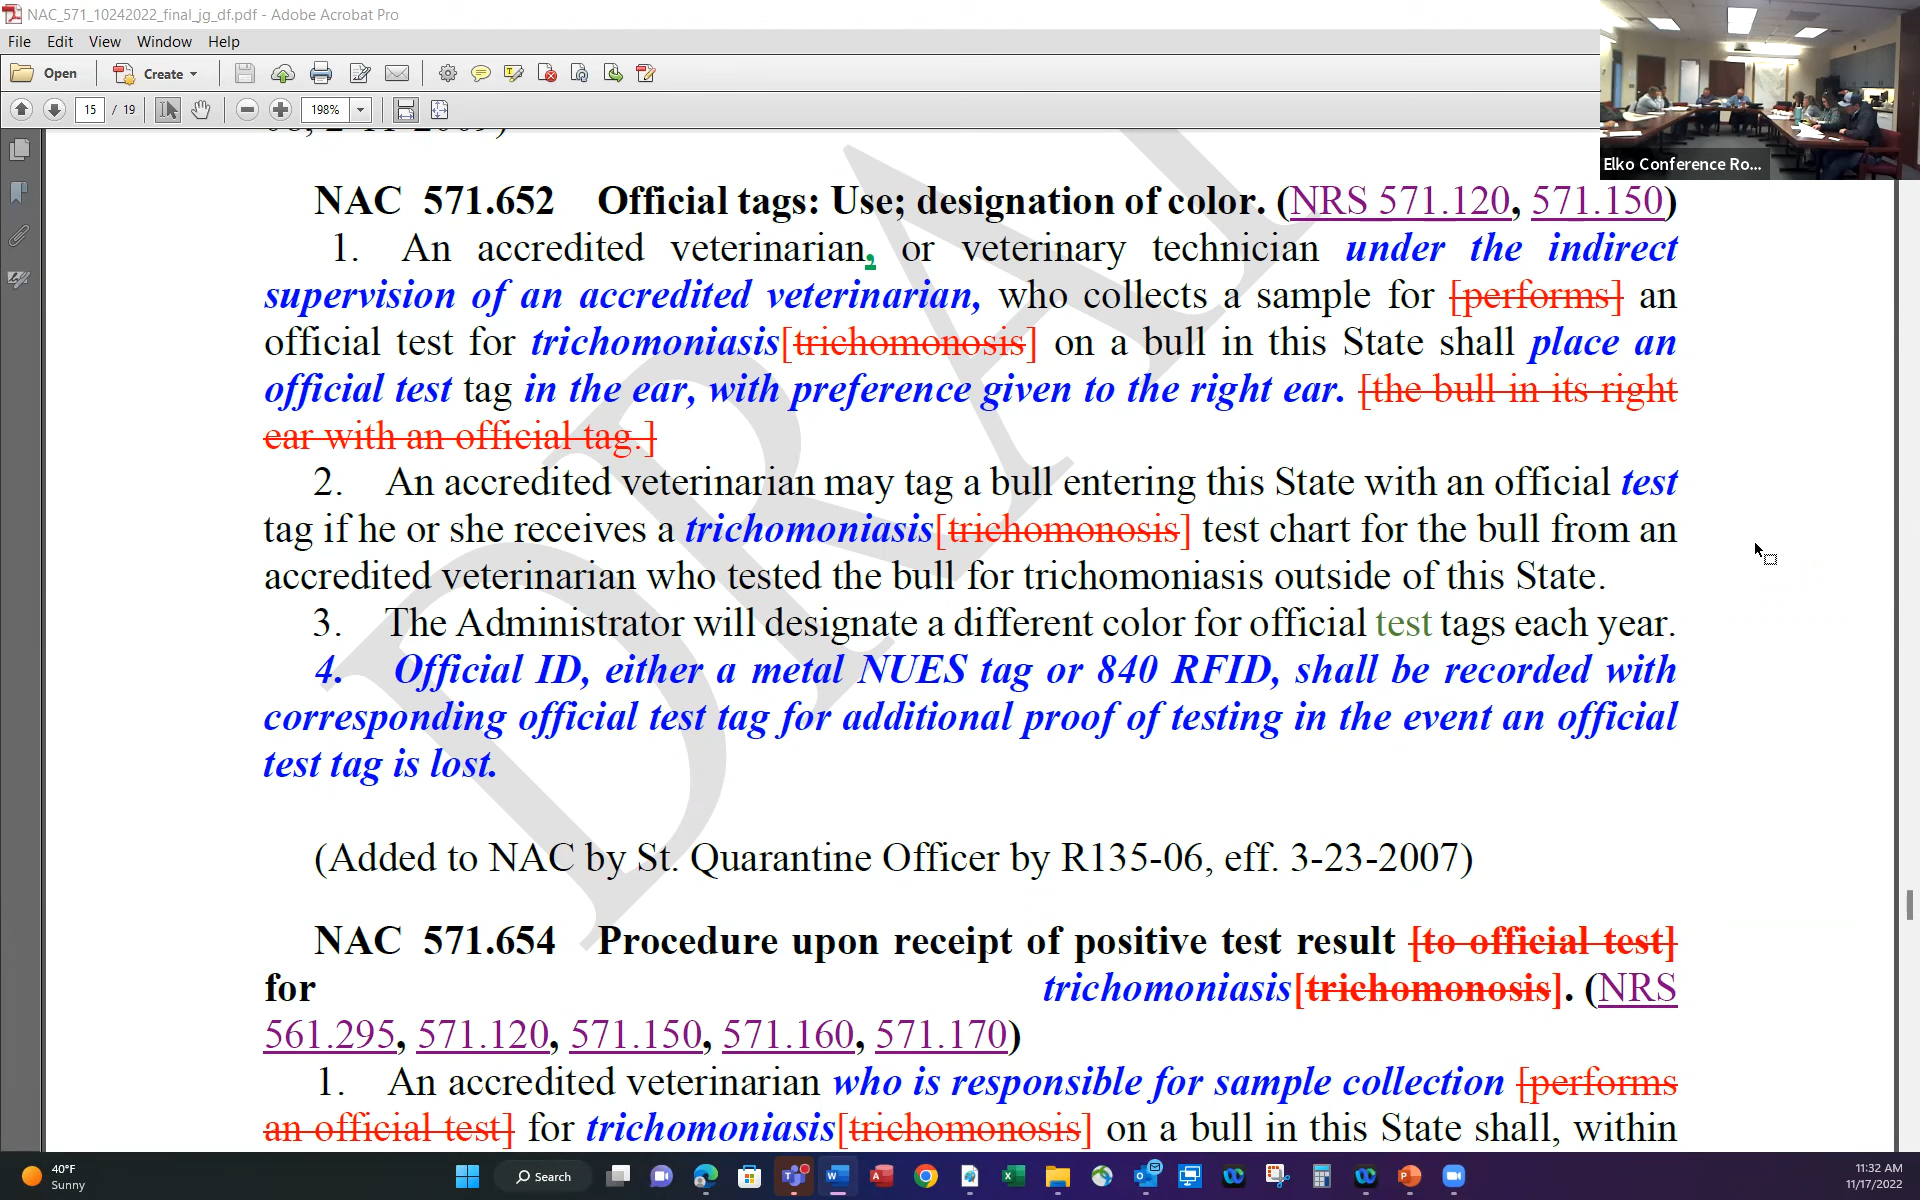 NAC_571_10242022_final_jg_df.pdf - Adobe Acrobat Pro
File Edit View Window Help
Open Create
15 / 19 198%
Elko Conference Ro...
NAC 571.652 Official tags: Use; designation of color. (NRS 571.120, 571.150)
1. An accredited veterinarian, or veterinary technician under the indirect
supervision of an accredited veterinarian, who collects a sample for [performs] an
official test for trichomoniasis[trichomonosis] on a bull in this State shall place an
official test tag in the ear, with preference given to the right ear. [the bull in its right
ear with an official tag.]
2. An accredited veterinarian may tag a bull entering this State with an official test
tag if he or she receives a trichomoniasis[trichomonosis] test chart for the bull from an
accredited veterinarian who tested the bull for trichomoniasis outside of this State.
3. The Administrator will designate a different color for official test tags each year.
4. Official ID, either a metal NUES tag or 840 RFID, shall be recorded with
corresponding official test tag for additional proof of testing in the event an official
test tag is lost.
(Added to NAC by St. Quarantine Officer by R135-06, eff. 3-23-2007)
NAC 571.654 Procedure upon receipt of positive test result [to official test]
for trichomoniasis[trichomonosis]. (NRS
561.295, 571.120, 571.150, 571.160, 571.170)
1. An accredited veterinarian who is responsible for sample collection [performs
an official test] for trichomoniasis[trichomonosis] on a bull in this State shall, within
40°F
Sunny
Search
11:32 AM
11/17/2022